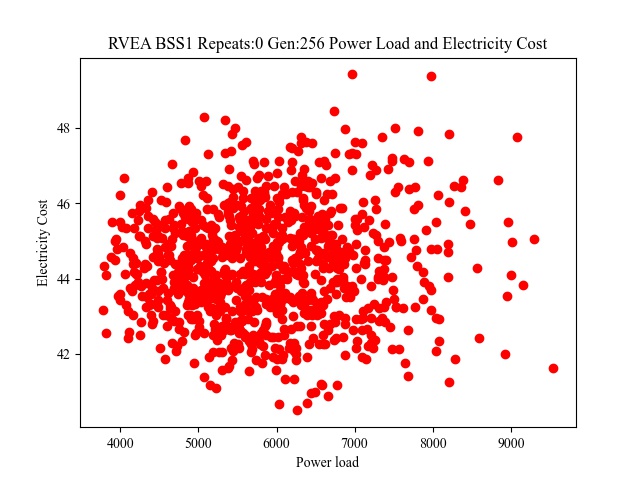 RVEA BSS1 Repeats:0 Gen:256 Power Load and Electricity Cost
48
46
44
42
Electricity Cost
4000 5000 6000 7000 8000 9000
Power load